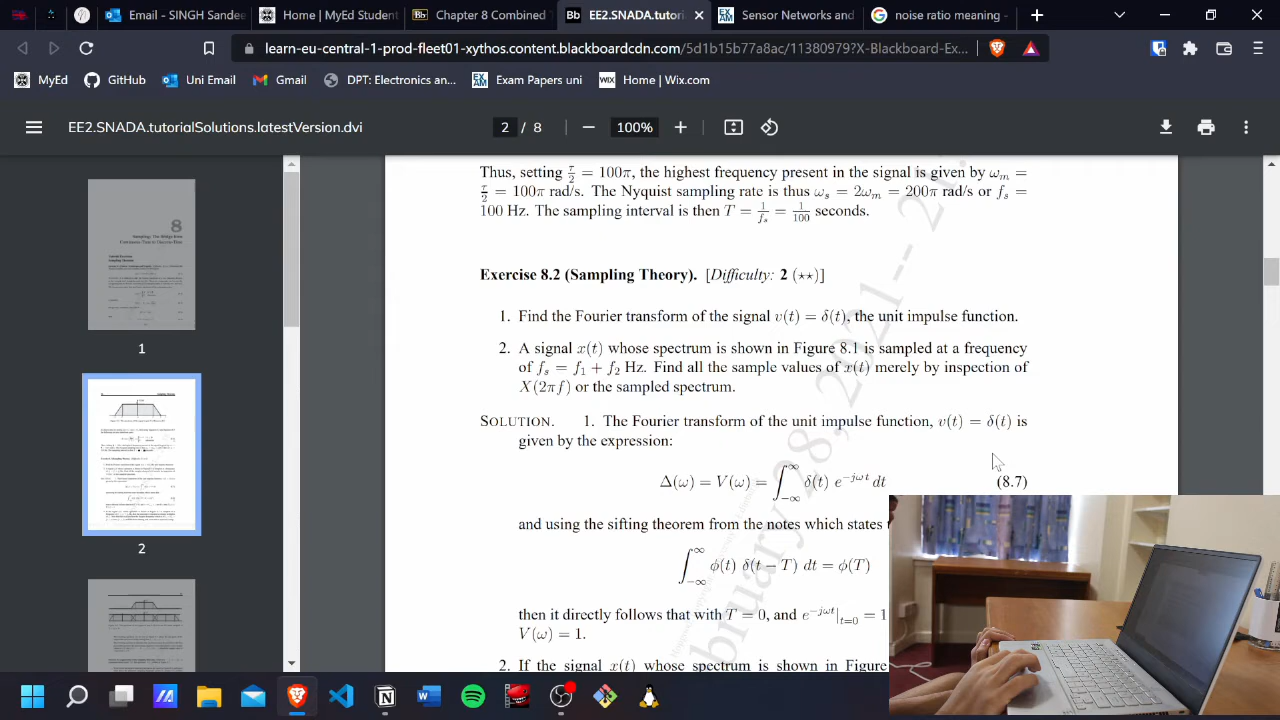 Email – SINGH Sandee
Home | MyEd Student
Chapter 8 Combined
EE2.SNADA.tutori
Sensor Networks and
noise ratio meaning -
learn-eu-central-1-prod-fleet01-xythos.content.blackboardcdn.com/5d1b15b77a8ac/11380979?X-Blackboard-Ex...
MyEd
GitHub
Uni Email
Gmail
DPT: Electronics an...
Exam Papers uni
Home | Wix.com
EE2.SNADA.tutorialSolutions.latestVersion.dvi
2 / 8
100%
Thus, setting τ/2 = 100π, the highest frequency present in the signal is given by ωm =
τ/2 = 100π rad/s. The Nyquist sampling rate is thus ωs = 2ωm = 200π rad/s or fs =
100 Hz. The sampling interval is then T = 1/fs = 1/100 seconds.
Exercise 8.2 (Sampling Theory). [Difficulty: 2 (⋆⋆)]
1. Find the Fourier transform of the signal v(t) = δ(t), the unit impulse function.
2. A signal x(t) whose spectrum is shown in Figure 8.1 is sampled at a frequency
of fs = f1 + f2 Hz. Find all the sample values of x(t) merely by inspection of
X(2πf) or the sampled spectrum.
SOLUTION. 1. The Fourier transform of the unit impulse function, v(t) = δ(t) is
given by the expression:
Δ(ω) = V(ω) = ∫−∞^∞ v(t) e^−jωt dt
(8.7)
and using the sifting theorem from the notes which states
∫−∞^∞ φ(t) δ(t − T) dt = φ(T)
then it directly follows that with T = 0, and e^−jωt|t=0 = 1
V(ω) = 1.
2. If the signal x(t) whose spectrum is shown in figure
8
1
2